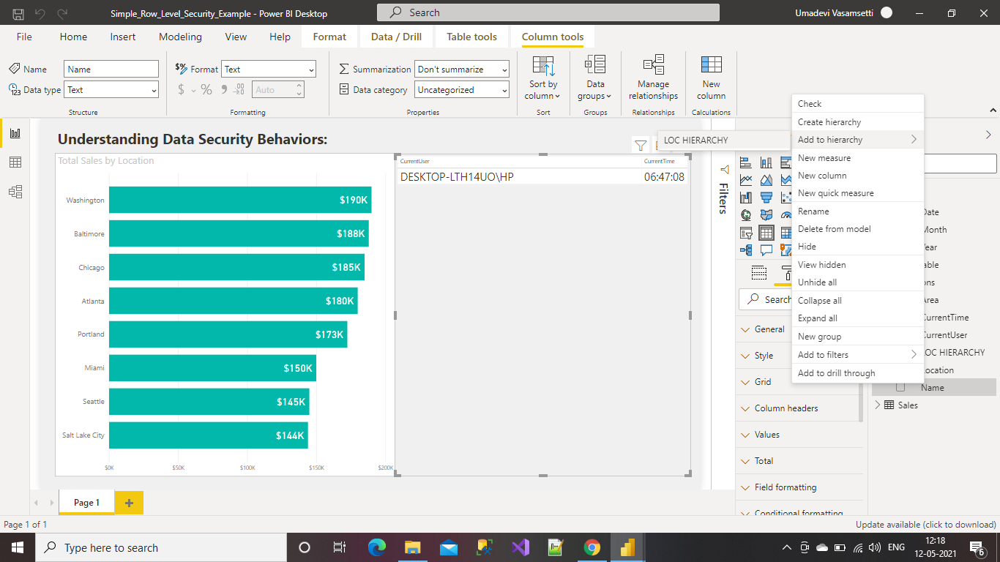 Simple_Row_Level_Security_Example - Power BI Desktop
Search
Umadevi Vasamsetti
File Home Insert Modeling View Help Format Data / Drill Table tools Column tools
Name Name
Data type Text
Structure
$% Format Text
$ % 9 .00 Auto
Formatting
Summarization Don't summarize
Data category Uncategorized
Properties
Sort by
column
Sort
Data
groups
Groups
Manage
relationships
Relationships
New
column
Calculations
Understanding Data Security Behaviors:
Total Sales by Location
Washington $190K
Baltimore $188K
Chicago $185K
Atlanta $180K
Portland $173K
Miami $150K
Seattle $145K
Salt Lake City $144K
$0K $50K $100K $150K $200K
CurrentUser CurrentTime
DESKTOP-LTH14UO\HP 06:47:08
LOC HIERARCHY
Filters
Check
Create hierarchy
Add to hierarchy
New measure
New column
New quick measure
Rename
Delete from model
Hide
View hidden
Unhide all
Collapse all
Expand all
New group
Add to filters
Add to drill through
Search
General
Style
Grid
Column headers
Values
Total
Field formatting
Conditional formatting
Date
Month
Year
able
ons
Area
CurrentTime
CurrentUser
LOC HIERARCHY
Location
Name
Sales
Page 1
Page 1 of 1
Update available (click to download)
Type here to search
ENG
12:18
12-05-2021
6